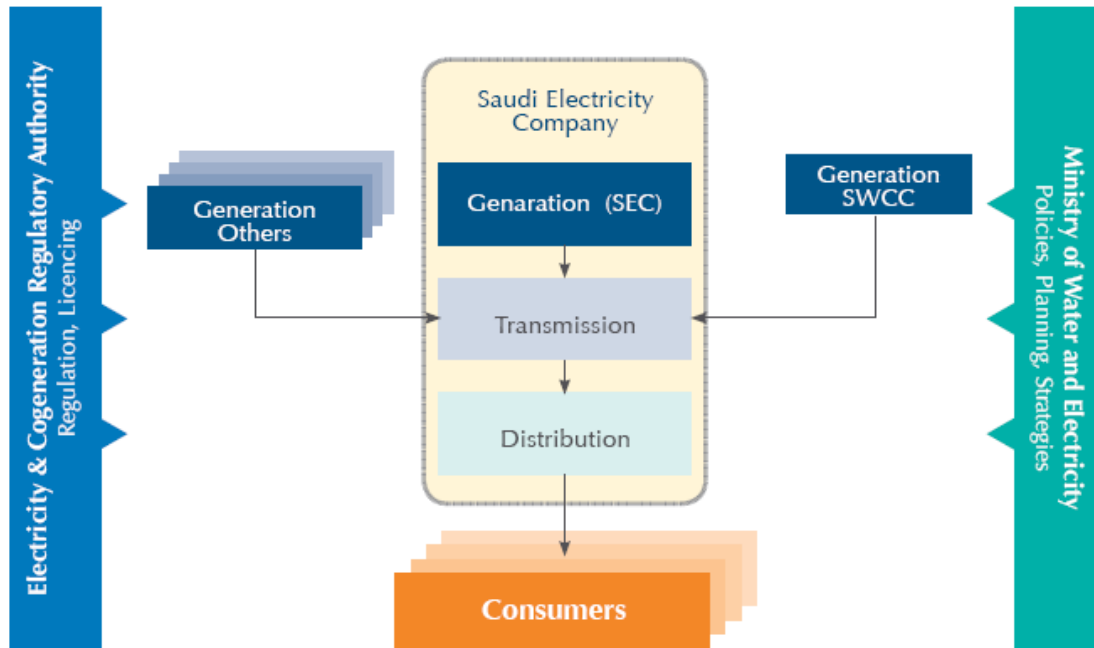 Electricity & Cogeneration Regulatory Authority
Regulation, Licencing
Saudi Electricity
Company
Generation
Others
Genaration (SEC)
Generation
SWCC
Transmission
Distribution
Consumers
Ministry of Water and Electricity
Policies, Planning, Strategies